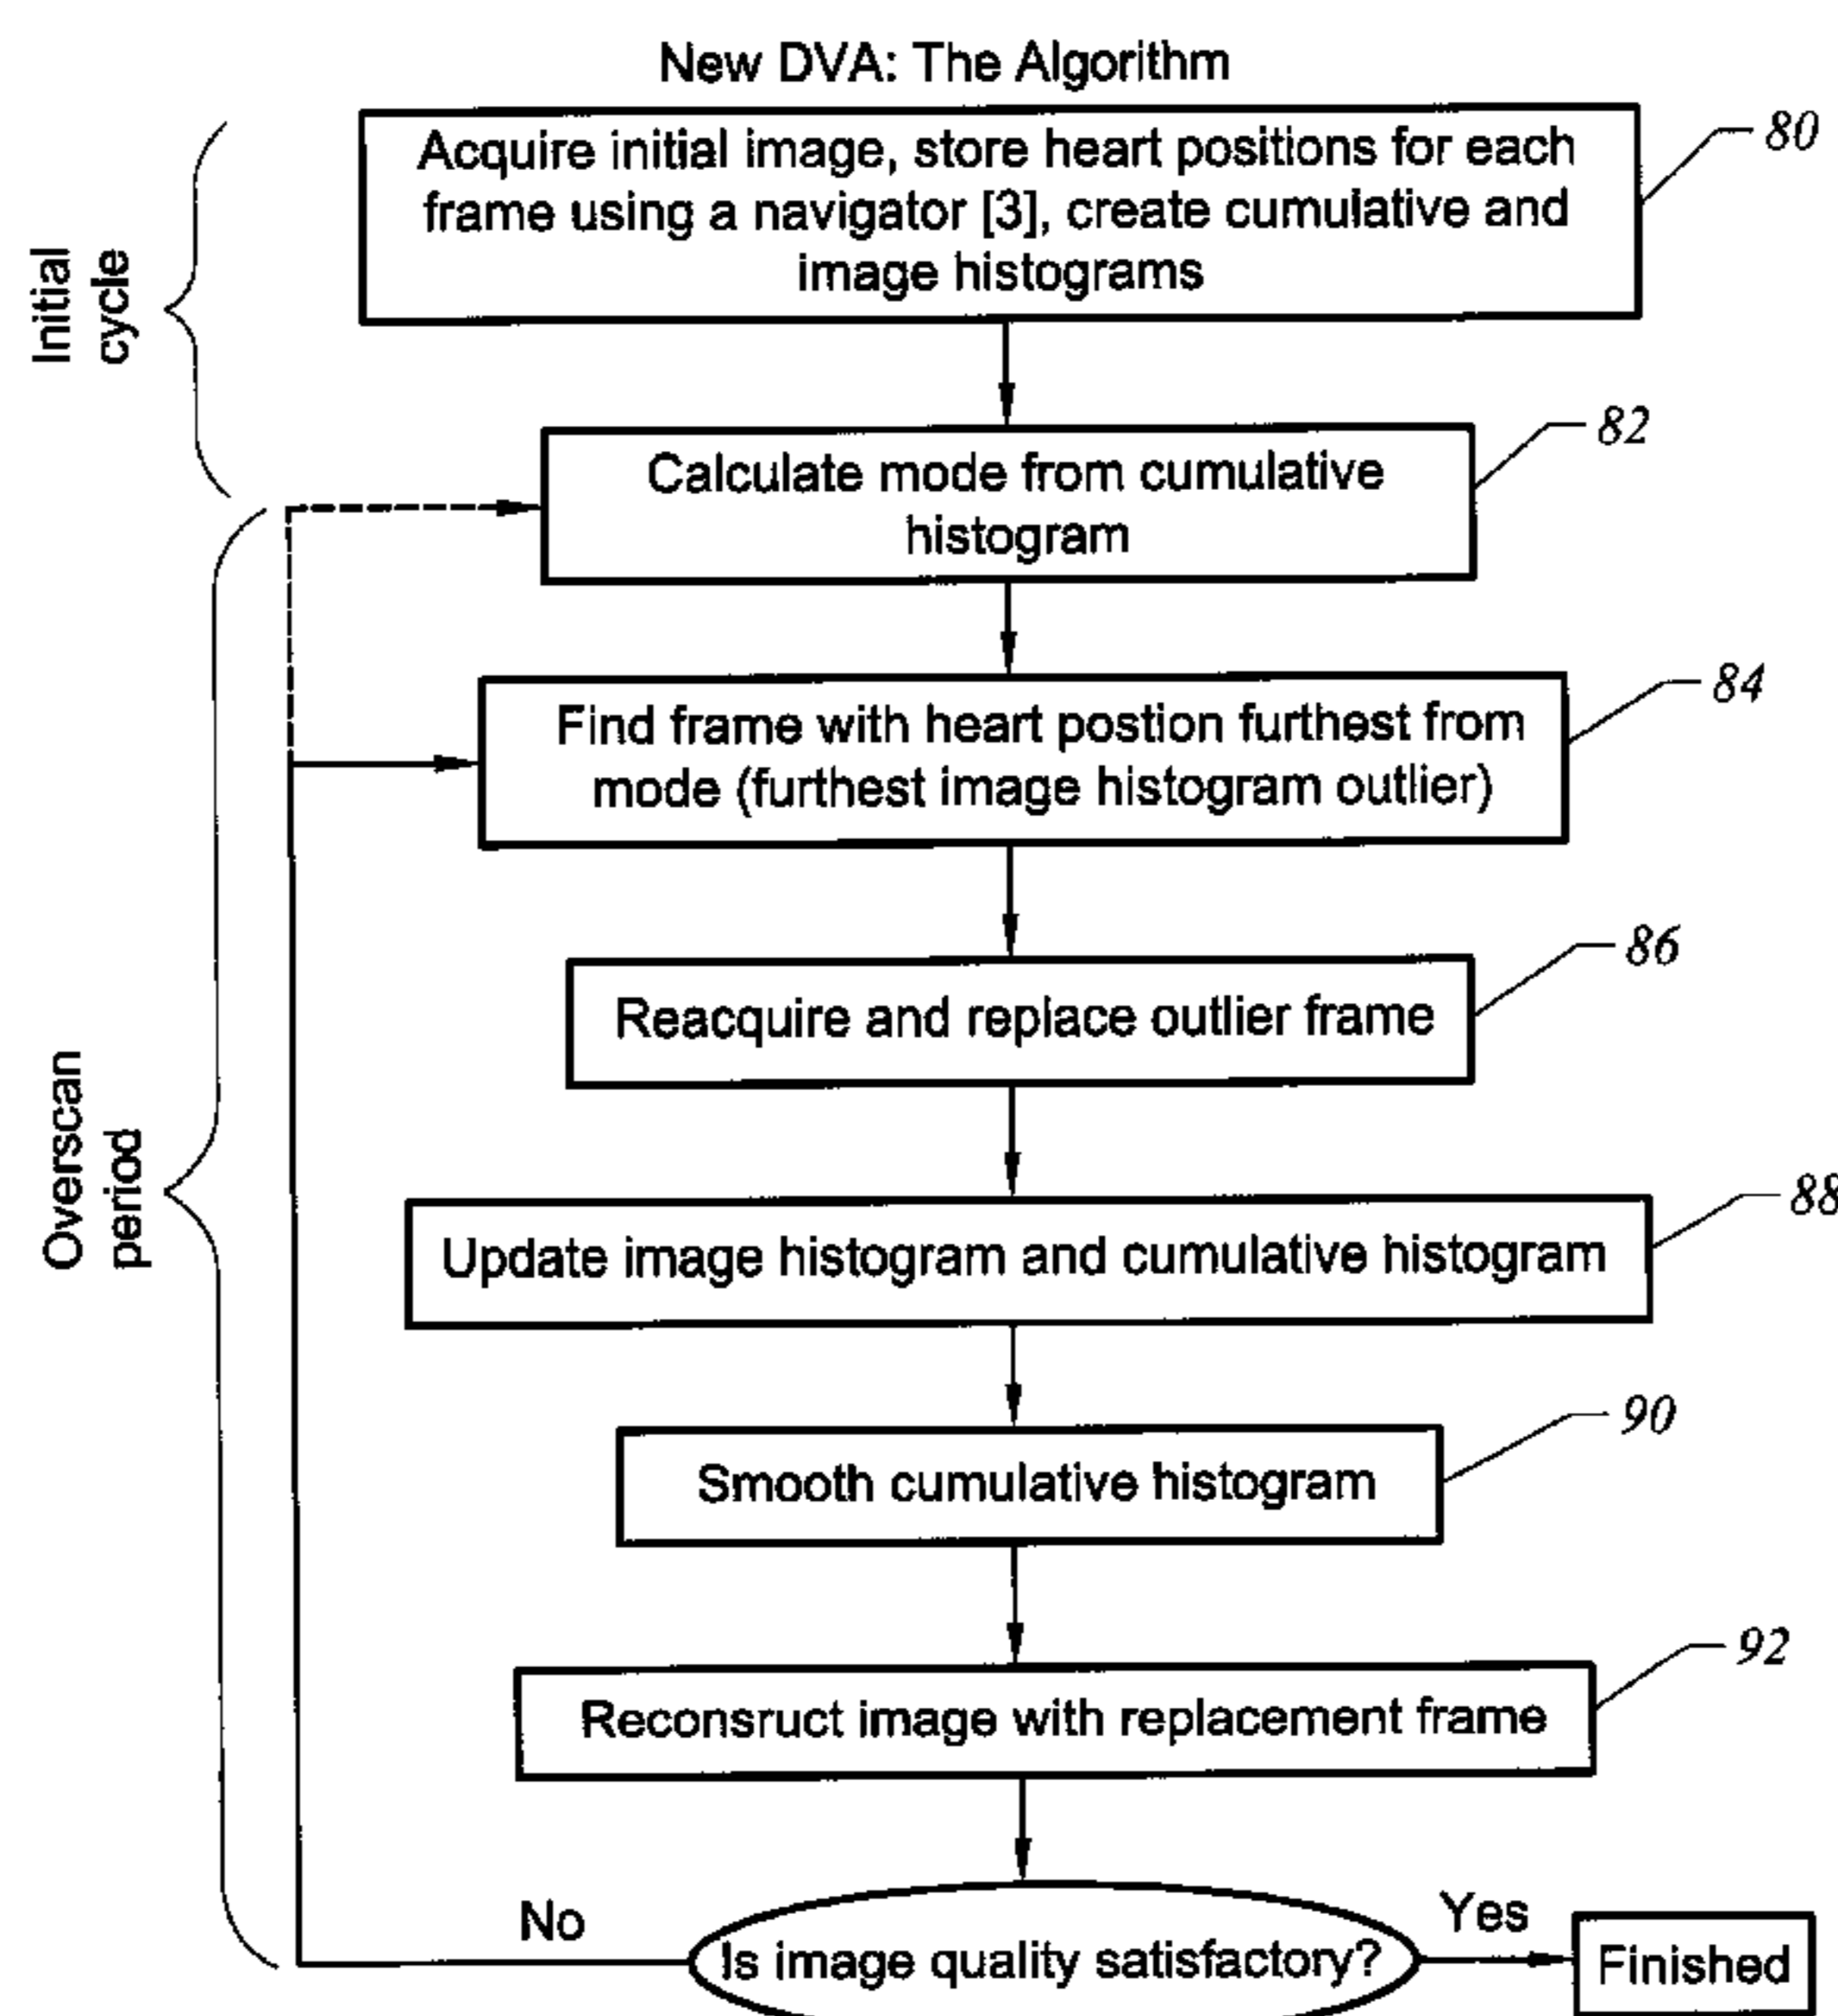 New DVA: The Algorithm
Initial
cycle
Acquire initial image, store heart positions for each
frame using a navigator [3], create cumulative and
image histograms
80
Calculate mode from cumulative
histogram
82
Find frame with heart postion furthest from
mode (furthest image histogram outlier)
84
Reacquire and replace outlier frame
86
Overscan
period
Update image histogram and cumulative histogram
88
Smooth cumulative histogram
90
Reconsruct image with replacement frame
92
No
Is image quality satisfactory?
Yes
Finished